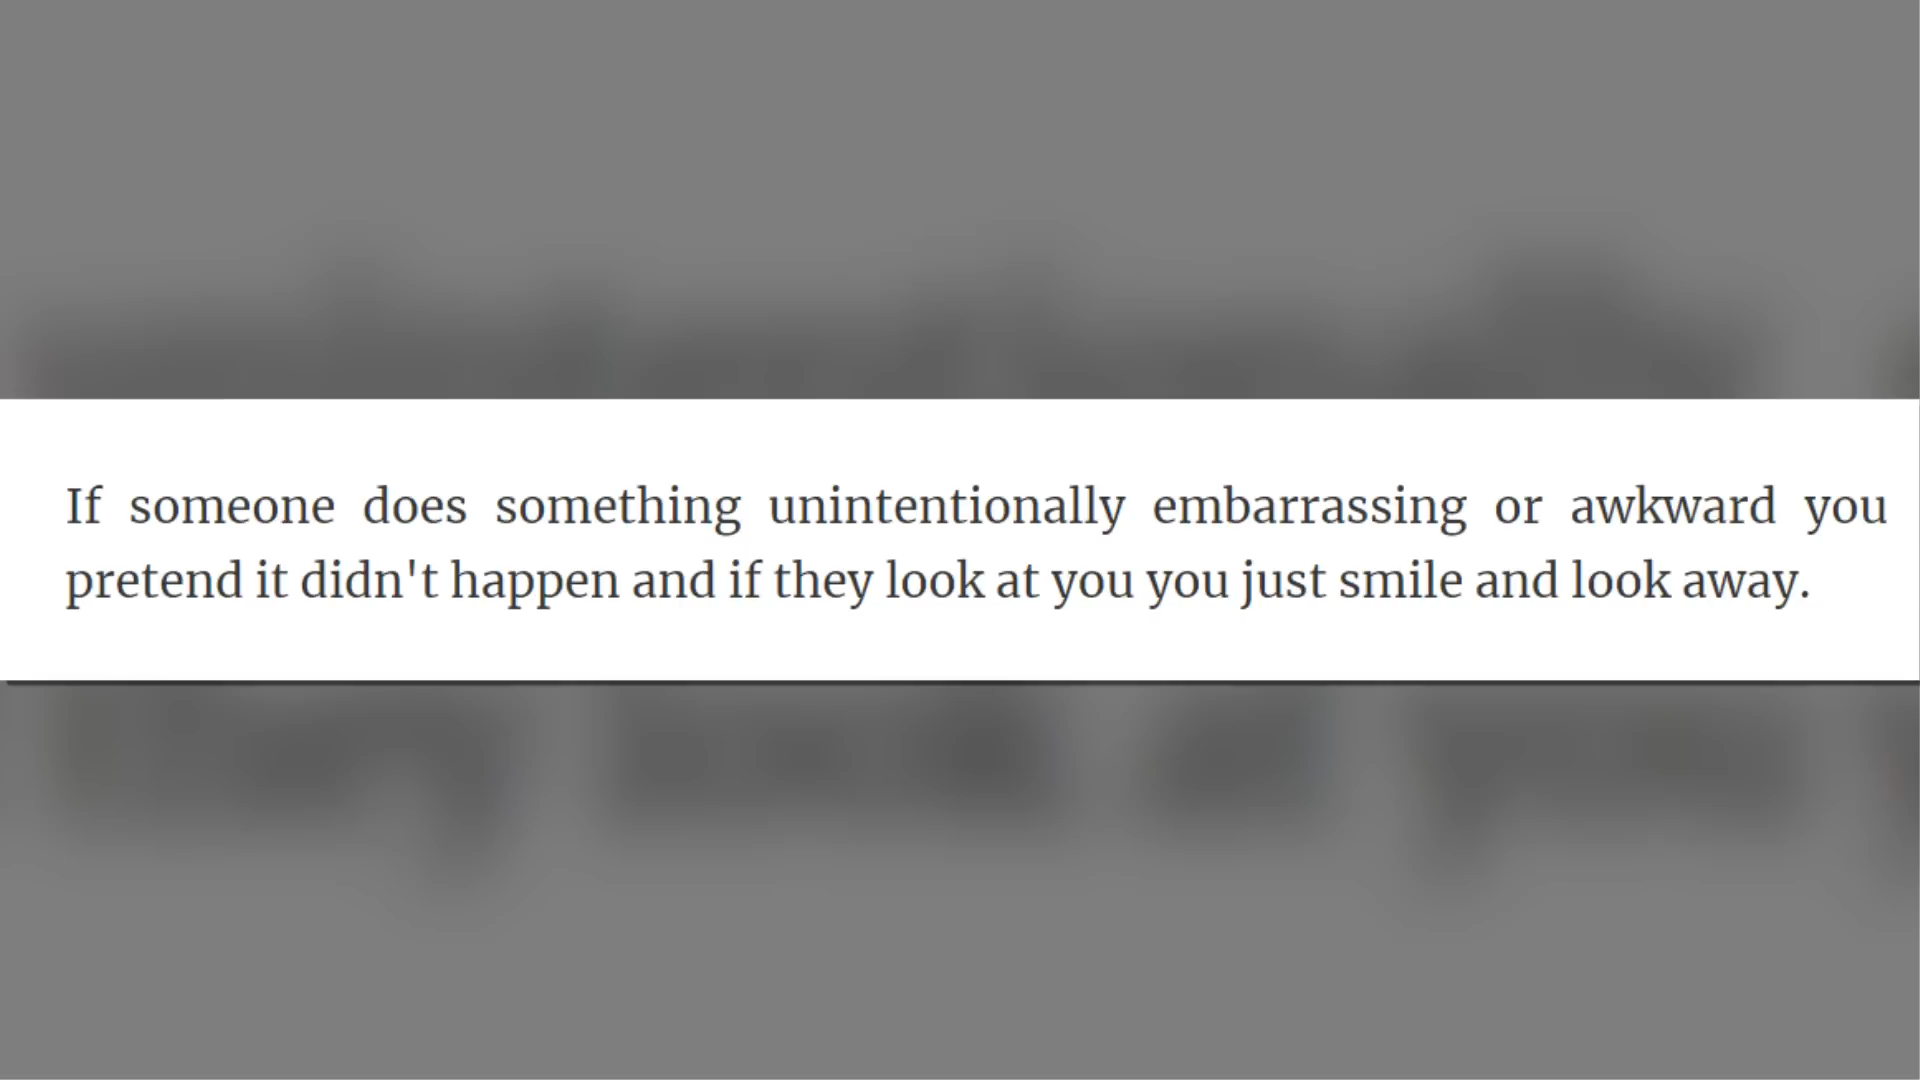 If someone does something unintentionally embarrassing or awkward you
pretend it didn't happen and if they look at you you just smile and look away.